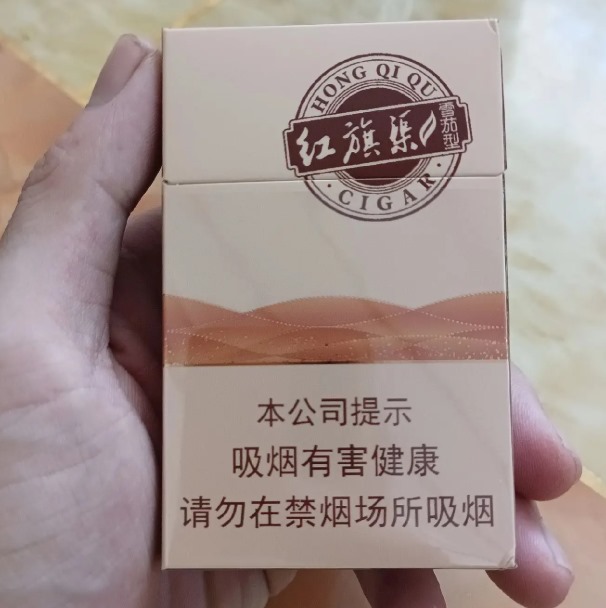 HONG QI QU
红旗渠
雪茄型
CIGAR
本公司提示
吸烟有害健康
请勿在禁烟场所吸烟